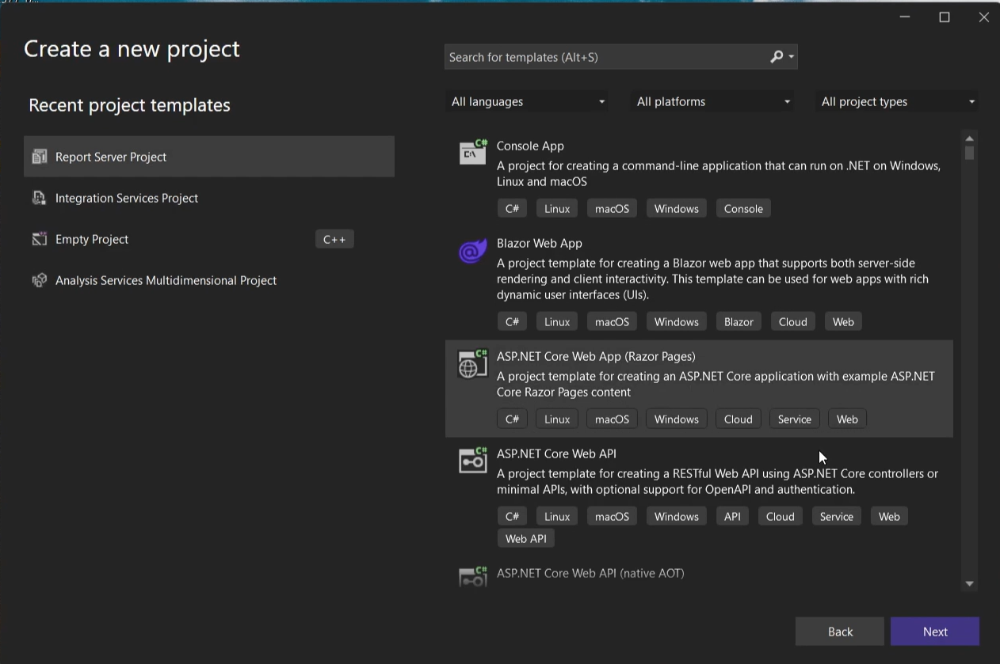 Create a new project
Search for templates (Alt+S)
Recent project templates
All languages
All platforms
All project types
Report Server Project
Integration Services Project
Empty Project
C++
Analysis Services Multidimensional Project
C#
Console App
A project for creating a command-line application that can run on .NET on Windows,
Linux and macOS
C# Linux macOS Windows Console
Blazor Web App
A project template for creating a Blazor web app that supports both server-side
rendering and client interactivity. This template can be used for web apps with rich
dynamic user interfaces (UIs).
C# Linux macOS Windows Blazor Cloud Web
C#
ASP.NET Core Web App (Razor Pages)
A project template for creating an ASP.NET Core application with example ASP.NET
Core Razor Pages content
C# Linux macOS Windows Cloud Service Web
C#
ASP.NET Core Web API
A project template for creating a RESTful Web API using ASP.NET Core controllers or
minimal APIs, with optional support for OpenAPI and authentication.
C# Linux macOS Windows API Cloud Service Web
Web API
C#
ASP.NET Core Web API (native AOT)
Back
Next